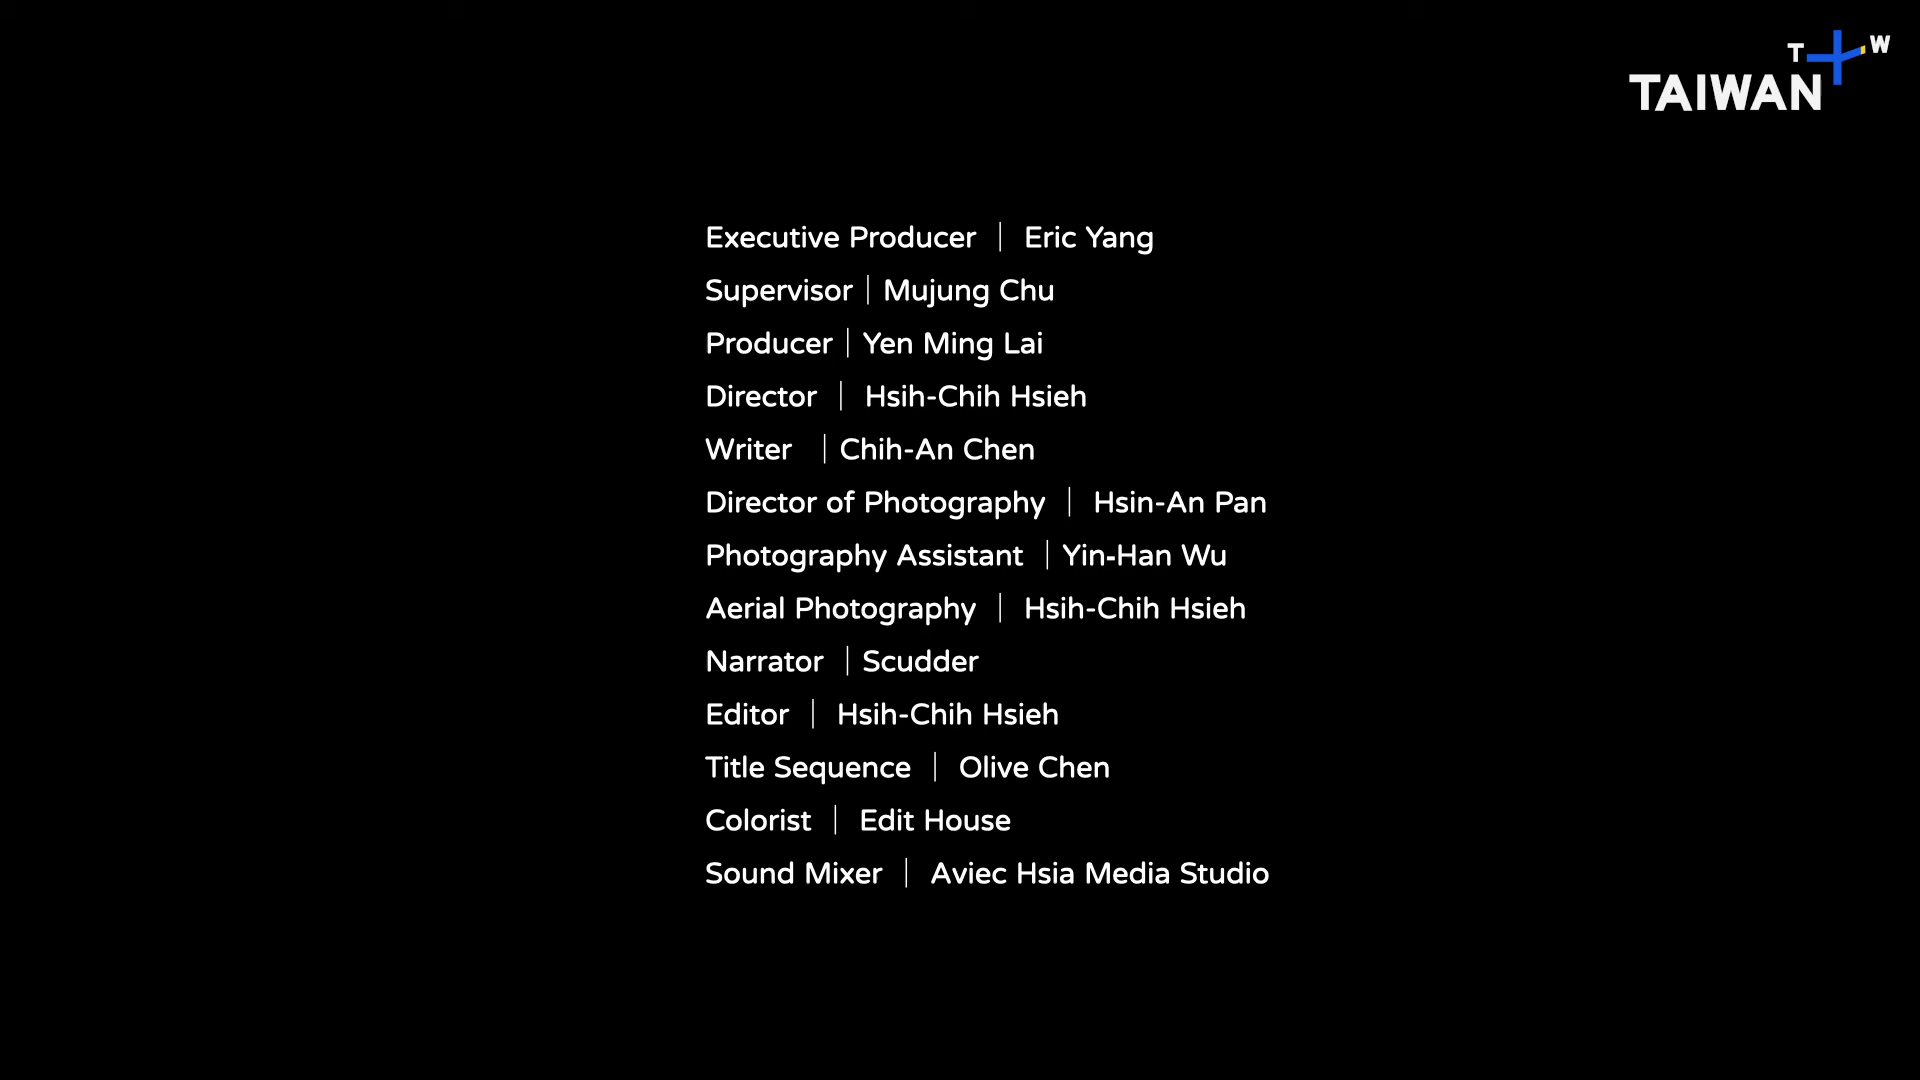 T W
TAIWAN
Executive Producer | Eric Yang
Supervisor | Mujung Chu
Producer | Yen Ming Lai
Director | Hsih-Chih Hsieh
Writer | Chih-An Chen
Director of Photography | Hsin-An Pan
Photography Assistant | Yin-Han Wu
Aerial Photography | Hsih-Chih Hsieh
Narrator | Scudder
Editor | Hsih-Chih Hsieh
Title Sequence | Olive Chen
Colorist | Edit House
Sound Mixer | Aviec Hsia Media Studio